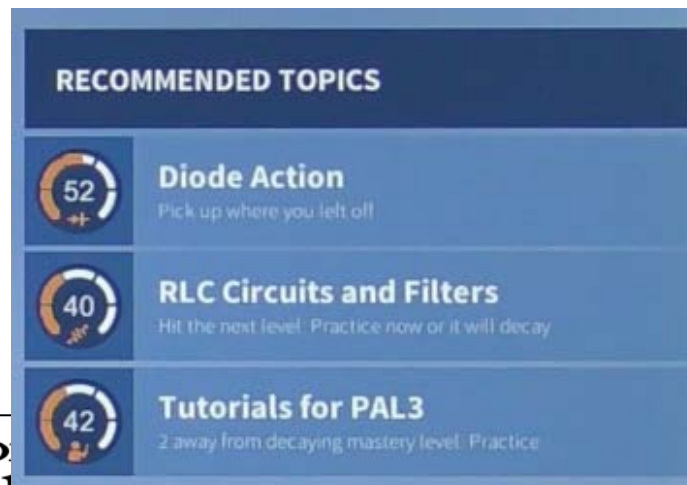 RECOMMENDED TOPICS
52
Diode Action
Pick up where you left off
40
RLC Circuits and Filters
Hit the next level. Practice now or it will decay
42
Tutorials for PAL3
2 away from decaying mastery level. Practice